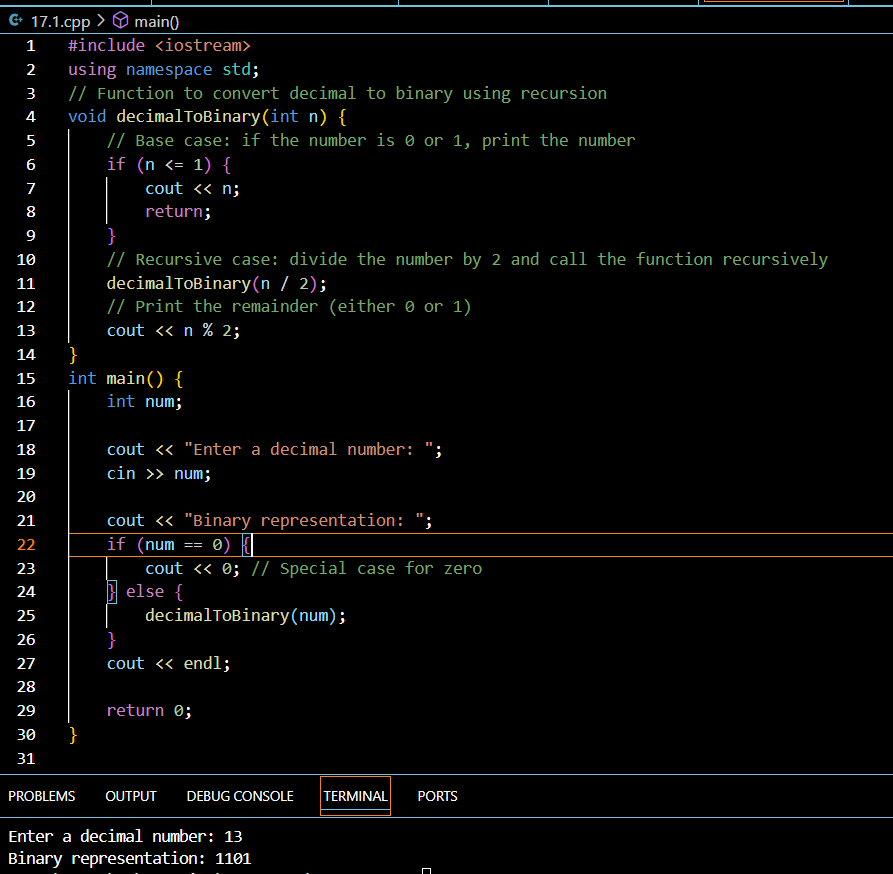 17.1.cpp > main()
1 #include <iostream>
2 using namespace std;
3 // Function to convert decimal to binary using recursion
4 void decimalToBinary(int n) {
5     // Base case: if the number is 0 or 1, print the number
6     if (n <= 1) {
7         cout << n;
8         return;
9     }
10     // Recursive case: divide the number by 2 and call the function recursively
11     decimalToBinary(n / 2);
12     // Print the remainder (either 0 or 1)
13     cout << n % 2;
14 }
15 int main() {
16     int num;
17
18     cout << "Enter a decimal number: ";
19     cin >> num;
20
21     cout << "Binary representation: ";
22     if (num == 0) {
23         cout << 0; // Special case for zero
24     } else {
25         decimalToBinary(num);
26     }
27     cout << endl;
28
29     return 0;
30 }
31
PROBLEMS OUTPUT DEBUG CONSOLE TERMINAL PORTS
Enter a decimal number: 13
Binary representation: 1101